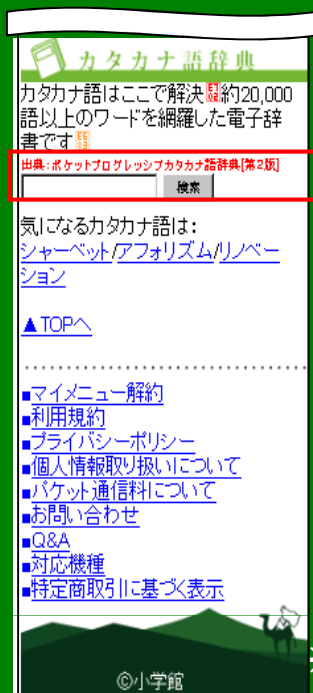 カタカナ語辞典
カタカナ語はここで解決約20,000
語以上のワードを網羅した電子辞
書です
出典:ポケットプログレッシブカタカナ語辞典[第2版]
検索
気になるカタカナ語は:
シャーベット/アフォリズム/リノベー
ション
▲TOPへ
■マイメニュー解約
■利用規約
■プライバシーポリシー
■個人情報取り扱いについて
■パケット通信料について
■お問い合わせ
■Q&A
■対応機種
■特定商取引に基づく表示
©小学館